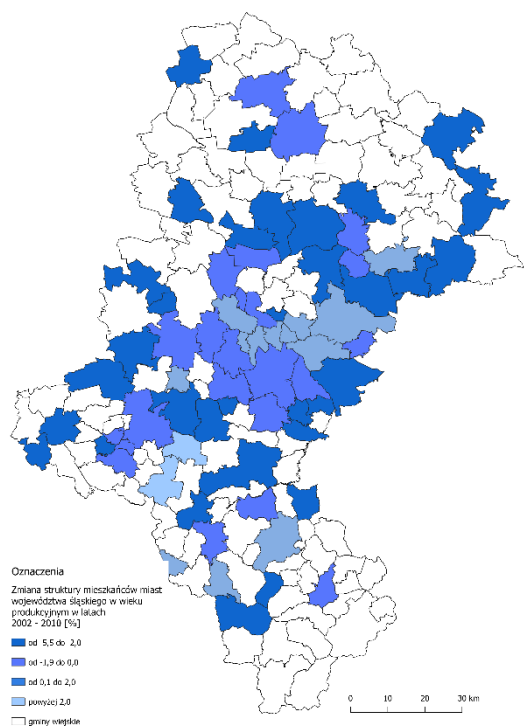 Oznaczenia
Zmiana struktury mieszkańców miast
województwa śląskiego w wieku
produkcyjnym w latach
2002 - 2010 [%]
od -5,5 do 2,0
od -1,9 do 0,0
od 0,1 do 2,0
powyżej 2,0
gminy wiejskie
0 10 20 30 km